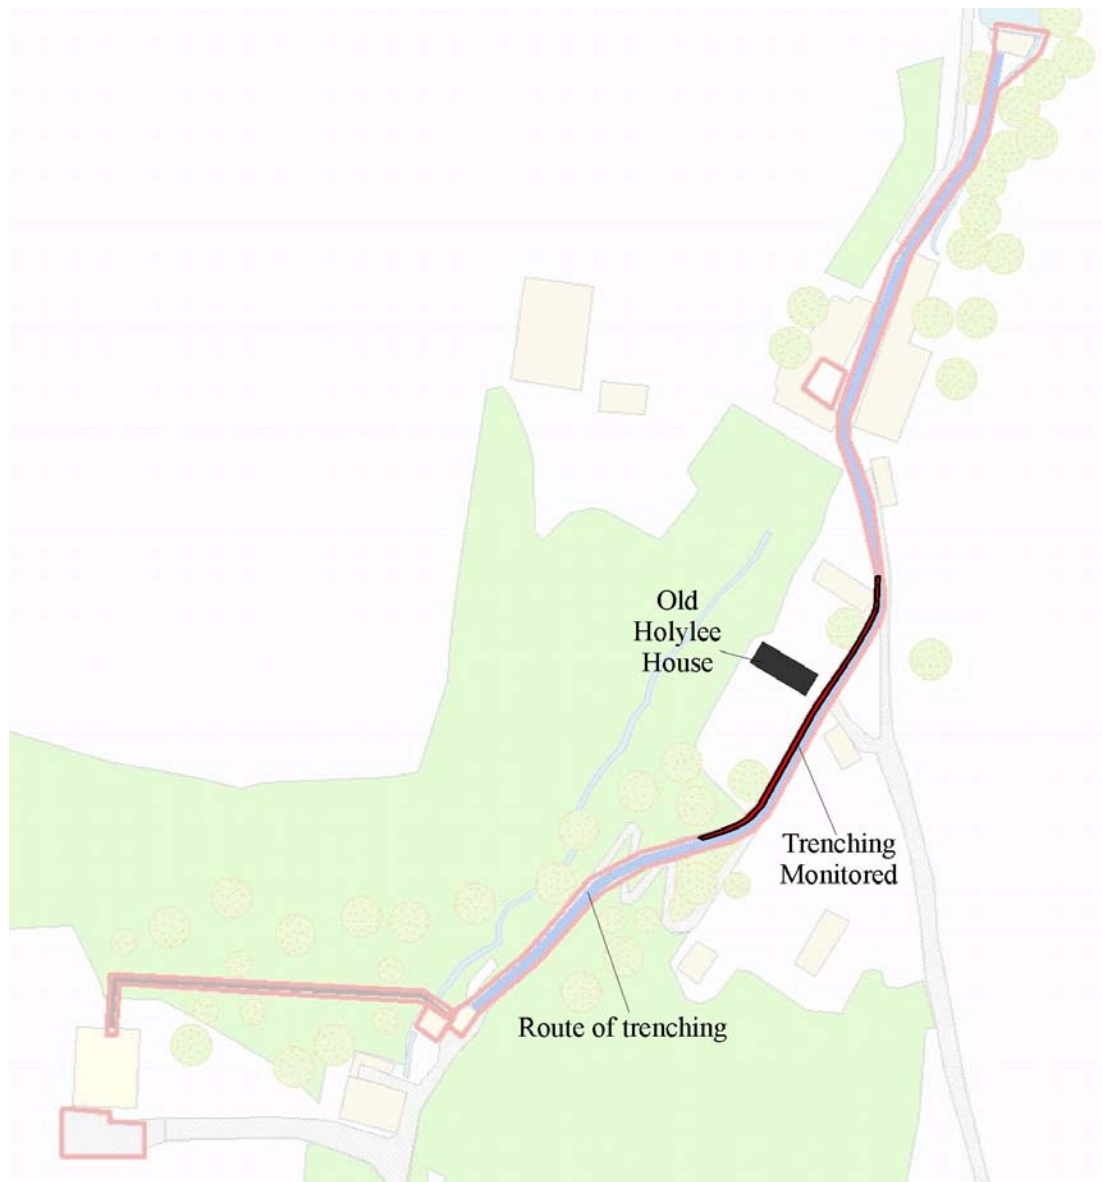 Old
Holylee
House
Trenching
Monitored
Route of trenching